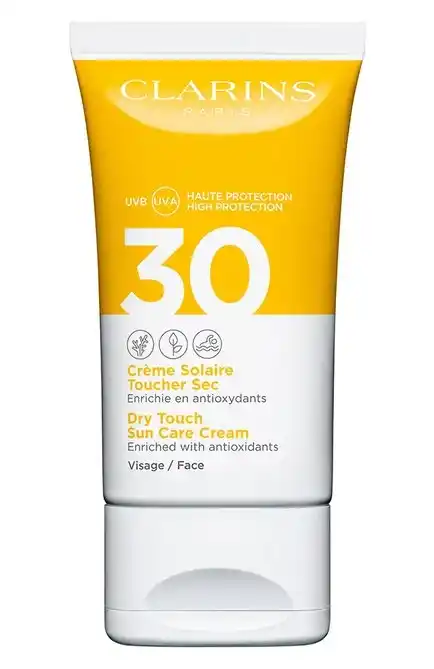 CLARINS
PARIS
UVB UVA HAUTE PROTECTION
HIGH PROTECTION
30
Crème Solaire
Toucher Sec
Enrichie en antioxydants
Dry Touch
Sun Care Cream
Enriched with antioxidants
Visage / Face